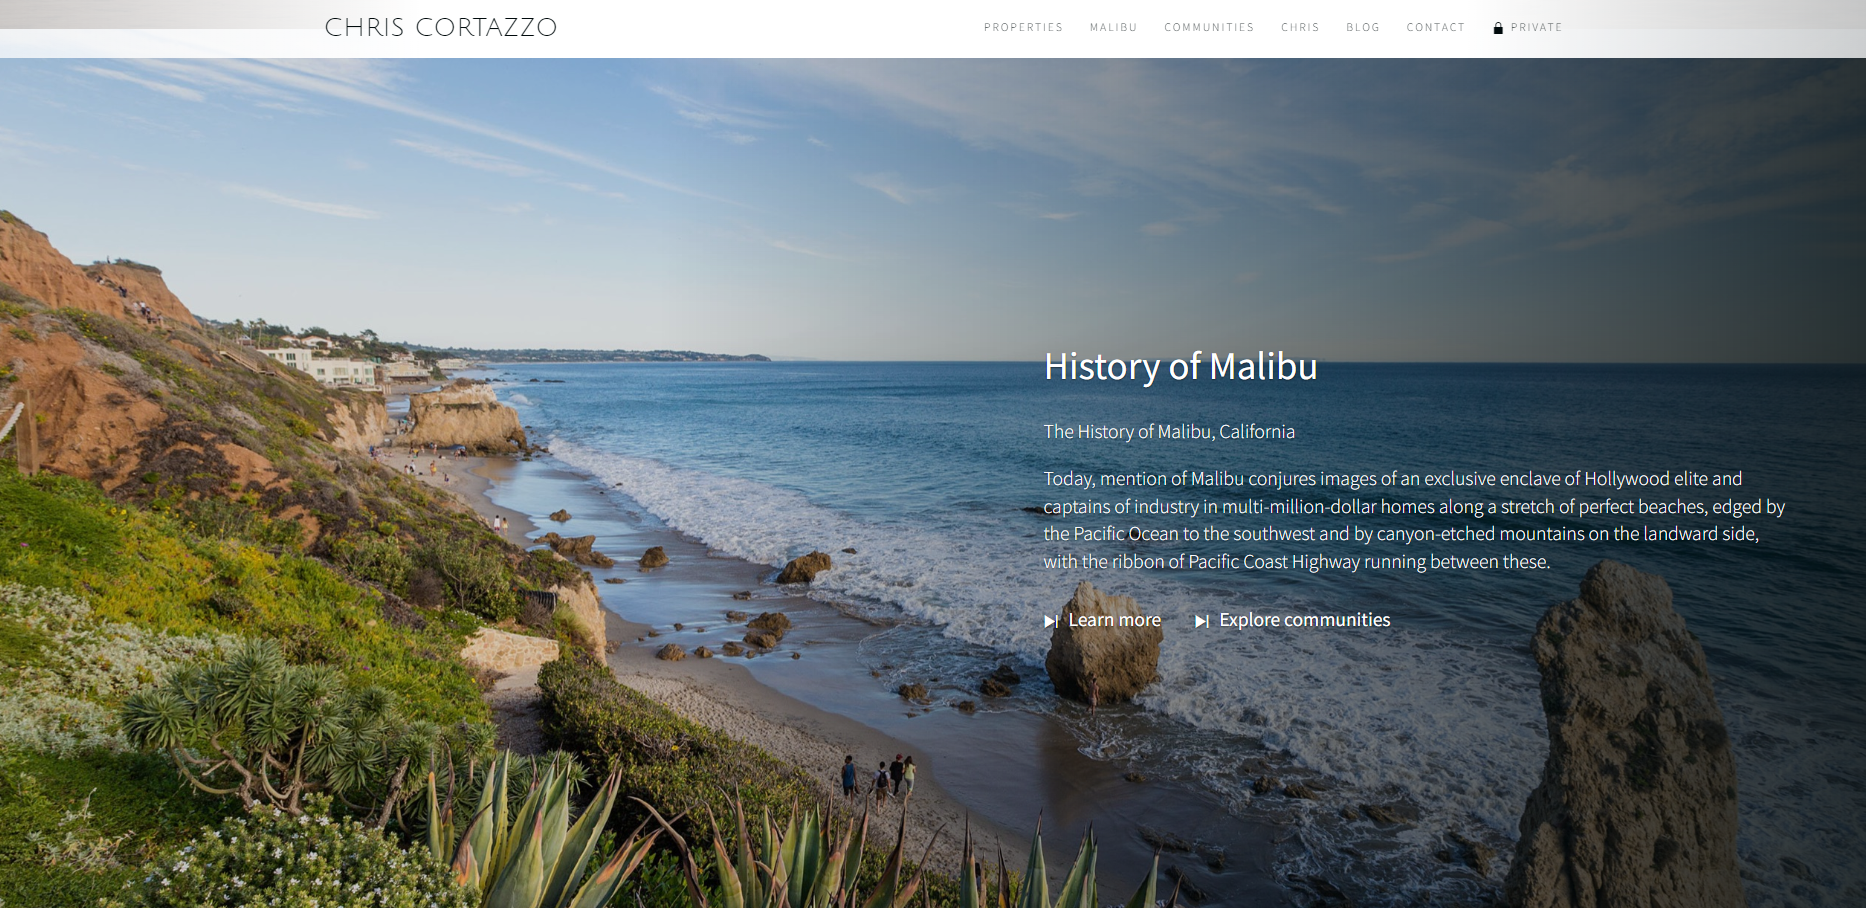 CHRIS CORTAZZO
PROPERTIES MALIBU COMMUNITIES CHRIS BLOG CONTACT PRIVATE
History of Malibu
The History of Malibu, California
Today, mention of Malibu conjures images of an exclusive enclave of Hollywood elite and
captains of industry in multi-million-dollar homes along a stretch of perfect beaches, edged by
the Pacific Ocean to the southwest and by canyon-etched mountains on the landward side,
with the ribbon of Pacific Coast Highway running between these.
Learn more Explore communities